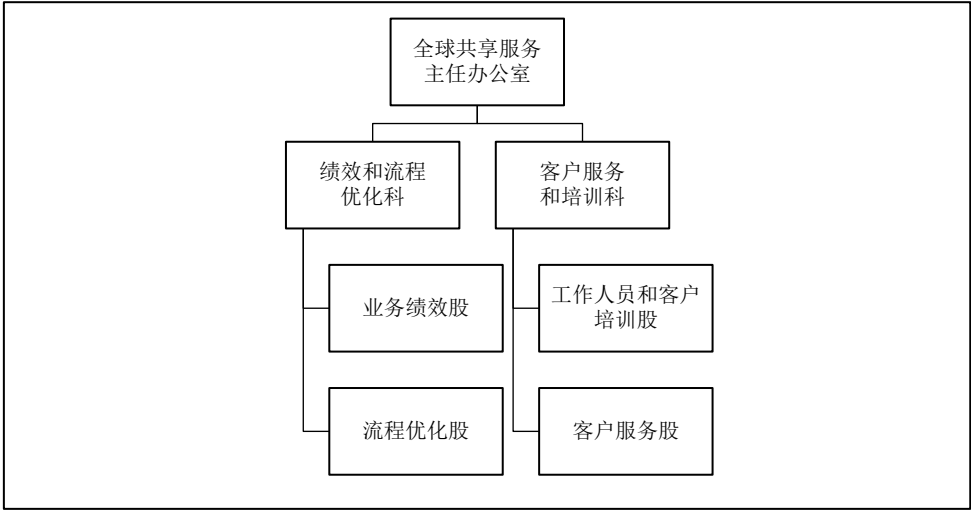 全球共享服务
主任办公室
绩效和流程
优化科
客户服务
和培训科
业务绩效股
工作人员和客户
培训股
流程优化股
客户服务股